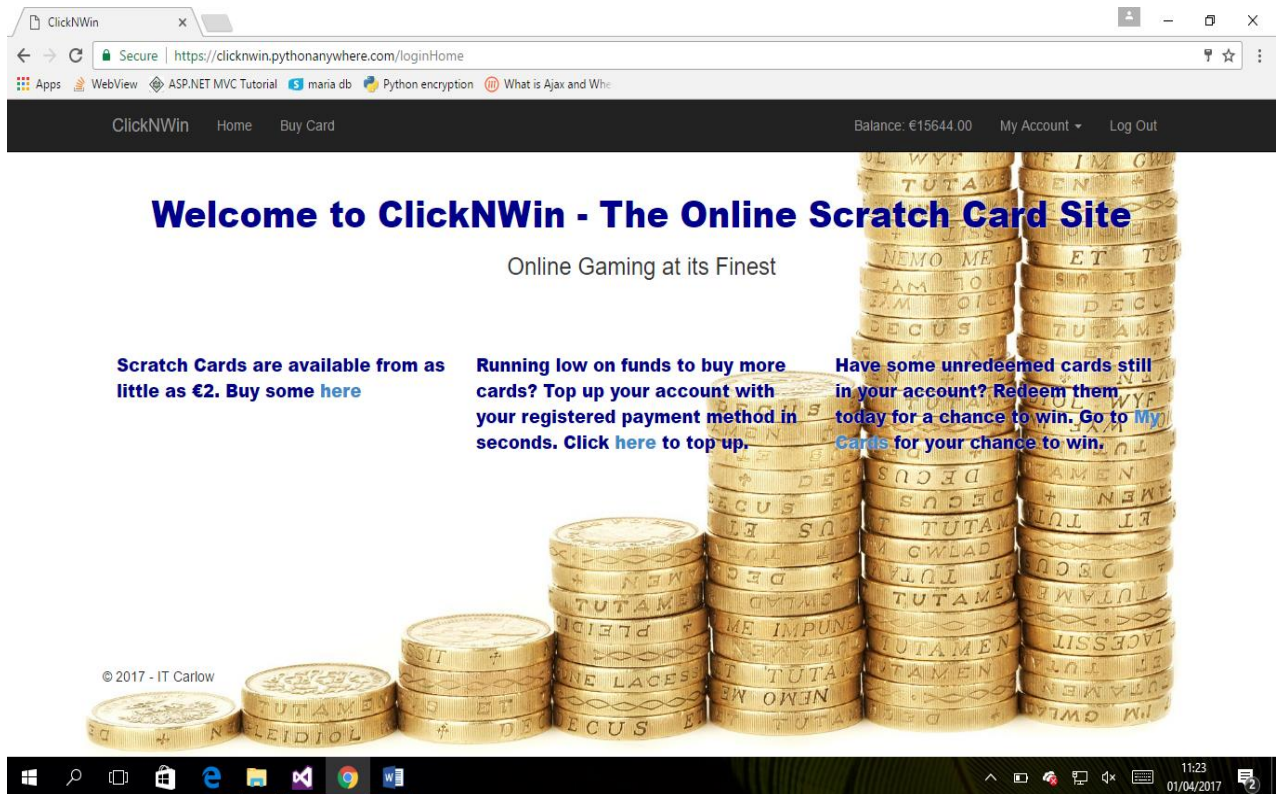 ClickNWin
Secure | https://clicknwin.pythonanywhere.com/loginHome
Apps WebView ASP.NET MVC Tutorial maria db Python encryption What is Ajax and Whe
ClickNWin Home Buy Card Balance: €15644.00 My Account Log Out
Welcome to ClickNWin - The Online Scratch Card Site
Online Gaming at its Finest
Scratch Cards are available from as
little as €2. Buy some here
Running low on funds to buy more
cards? Top up your account with
your registered payment method in
seconds. Click here to top up.
Have some unredeemed cards still
in your account? Redeem them
today for a chance to win. Go to My
Cards for your chance to win.
© 2017 - IT Carlow
11:23
01/04/2017
2